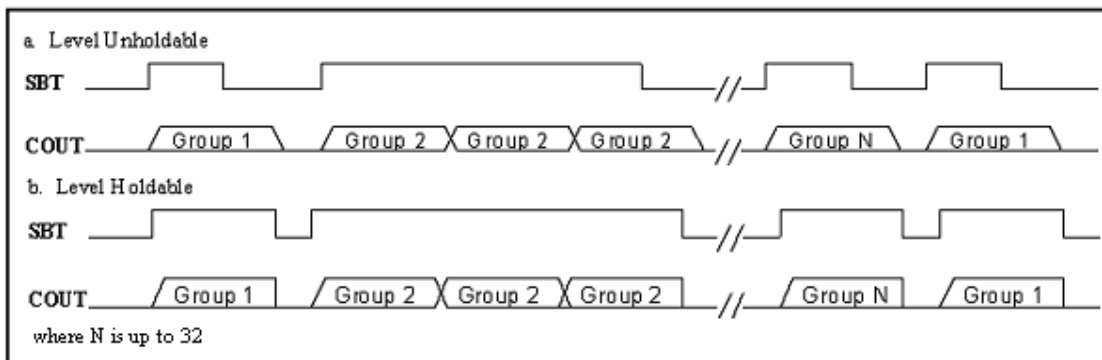 a. Level Unholdable
SBT
COUT Group 1 Group 2 Group 2 Group 2 // Group N Group 1
b. Level Holdable
SBT
COUT Group 1 Group 2 Group 2 Group 2 // Group N Group 1
where N is up to 32